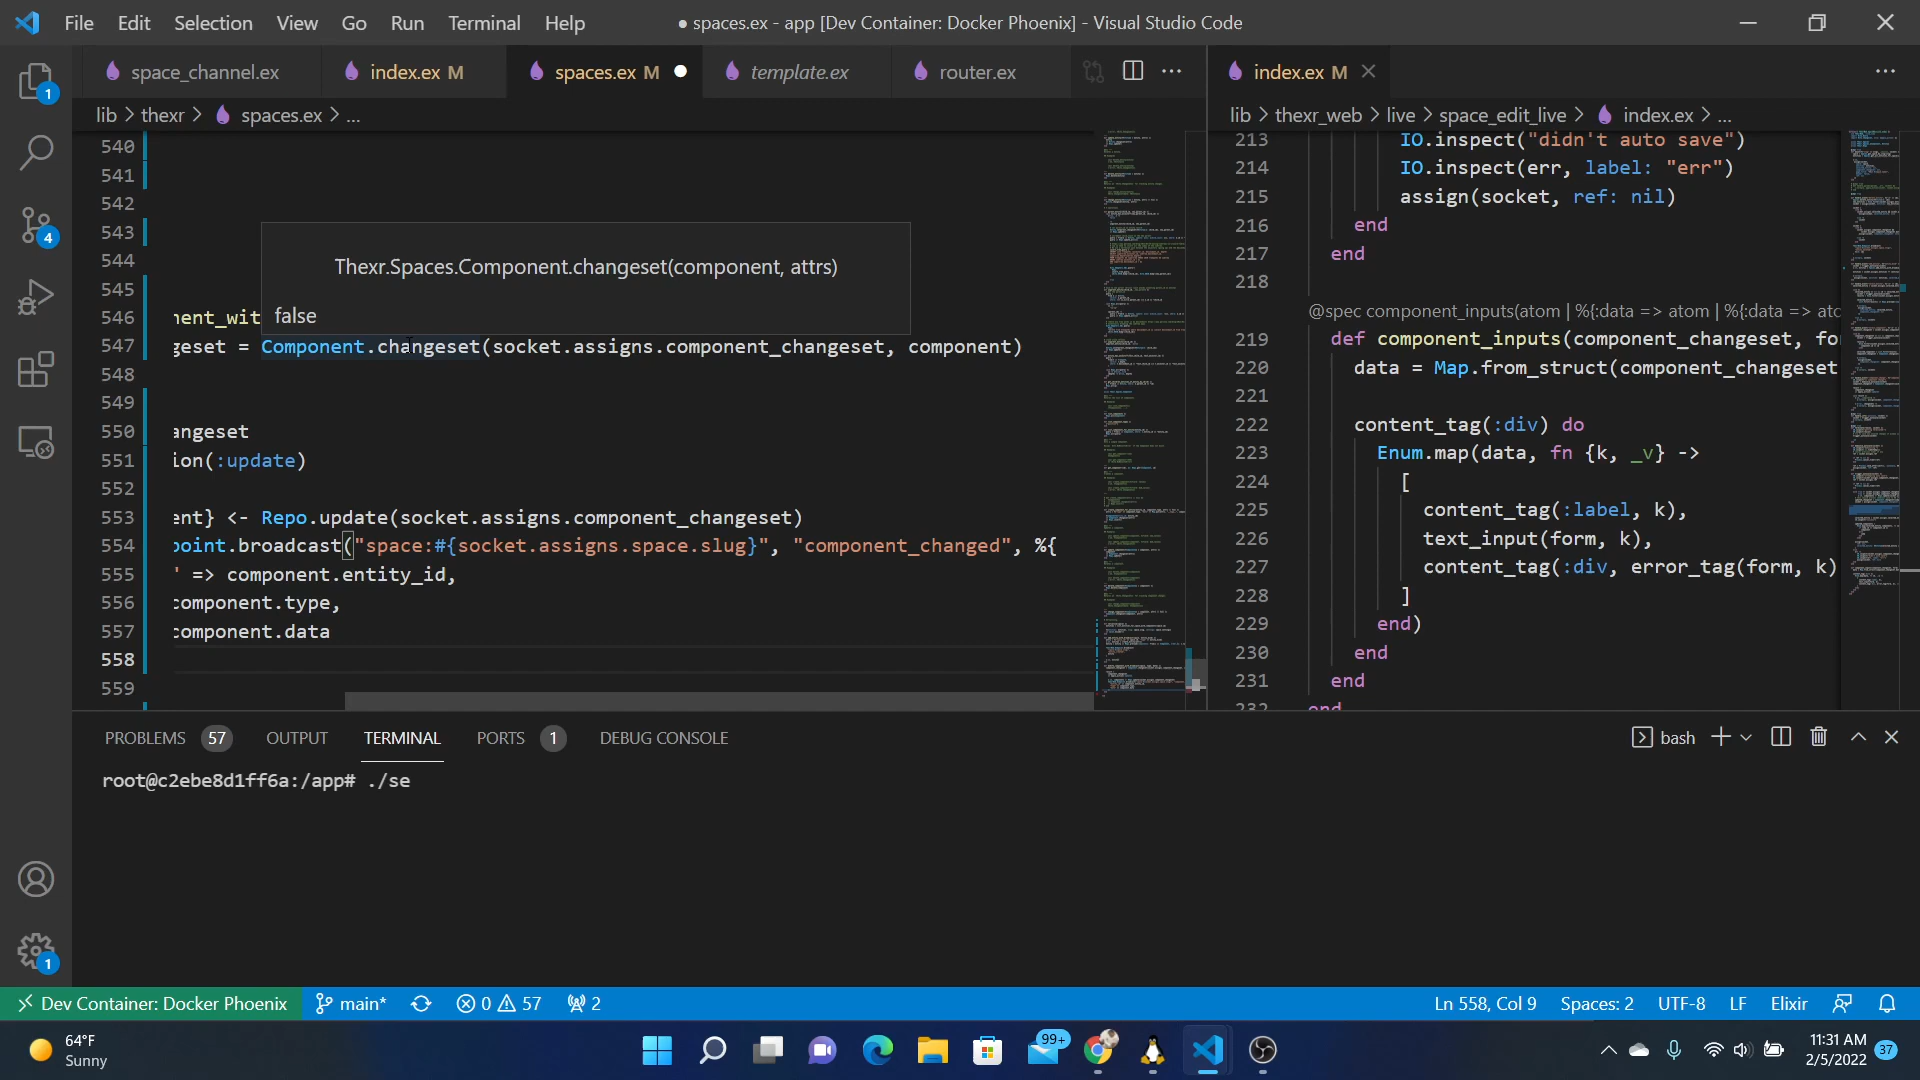 File Edit Selection View Go Run Terminal Help
● spaces.ex - app [Dev Container: Docker Phoenix] - Visual Studio Code
space_channel.ex
index.ex M
spaces.ex M
template.ex
router.ex
index.ex M
lib > thexr > spaces.ex > ...
lib > thexr_web > live > space_edit_live > index.ex > ...
540
541
542
543
544
545
546 nent_wit
547 geset = Component.changeset(socket.assigns.component_changeset, component)
548
549
550 angeset
551 ion(:update)
552
553 ent} <- Repo.update(socket.assigns.component_changeset)
554 point.broadcast("space:#{socket.assigns.space.slug}", "component_changed", %{
555 ' => component.entity_id,
556 component.type,
557 component.data
558
559
Thexr.Spaces.Component.changeset(component, attrs)
false
213 IO.inspect("didn't auto save")
214 IO.inspect(err, label: "err")
215 assign(socket, ref: nil)
216 end
217 end
218
@spec component_inputs(atom | %{:data => atom | %{:data => atc
219 def component_inputs(component_changeset, for
220 data = Map.from_struct(component_changeset
221
222 content_tag(:div) do
223 Enum.map(data, fn {k, _v} ->
224 [
225 content_tag(:label, k),
226 text_input(form, k),
227 content_tag(:div, error_tag(form, k)
228 ]
229 end)
230 end
231 end
232 end
PROBLEMS 57 OUTPUT TERMINAL PORTS 1 DEBUG CONSOLE
bash
root@c2ebe8d1ff6a:/app# ./se
1
4
1
Dev Container: Docker Phoenix main* 0 57 2
Ln 558, Col 9 Spaces: 2 UTF-8 LF Elixir
64°F
Sunny
99+
11:31 AM
2/5/2022
37